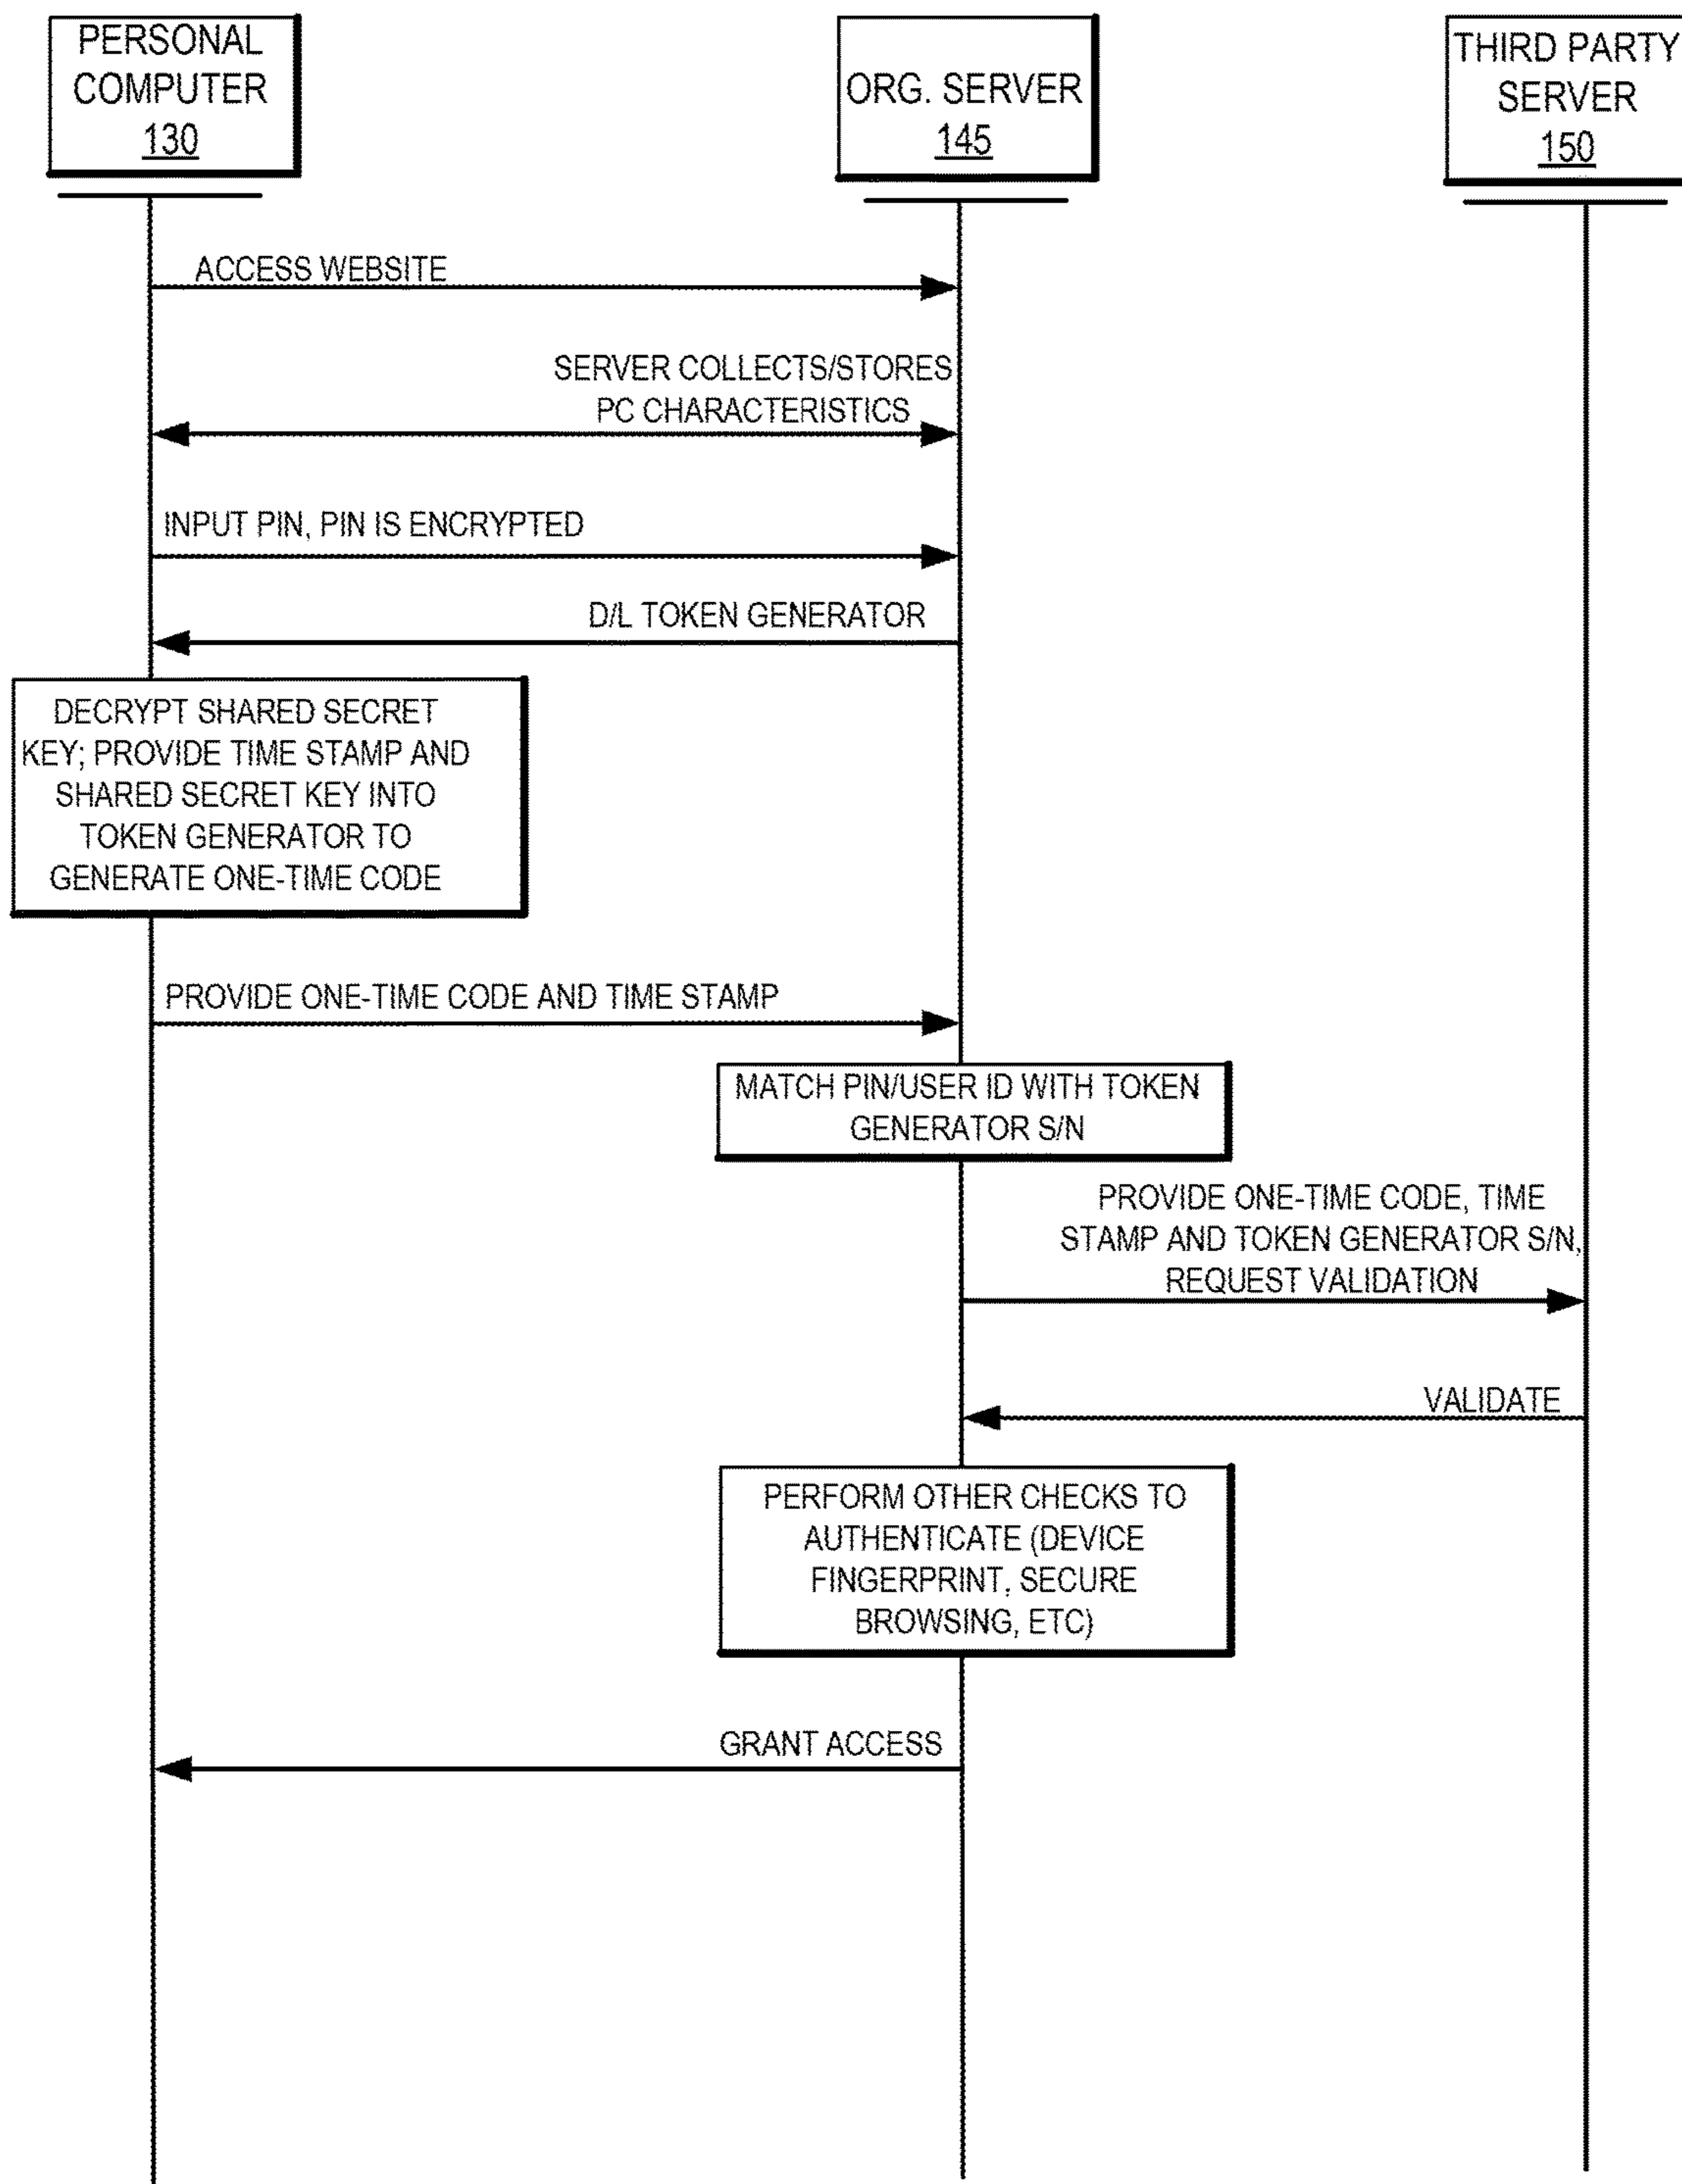 PERSONAL
COMPUTER
130
ORG. SERVER
145
THIRD PARTY
SERVER
150
ACCESS WEBSITE
SERVER COLLECTS/STORES
PC CHARACTERISTICS
INPUT PIN, PIN IS ENCRYPTED
D/L TOKEN GENERATOR
DECRYPT SHARED SECRET
KEY; PROVIDE TIME STAMP AND
SHARED SECRET KEY INTO
TOKEN GENERATOR TO
GENERATE ONE-TIME CODE
PROVIDE ONE-TIME CODE AND TIME STAMP
MATCH PIN/USER ID WITH TOKEN
GENERATOR S/N
PROVIDE ONE-TIME CODE, TIME
STAMP AND TOKEN GENERATOR S/N,
REQUEST VALIDATION
VALIDATE
PERFORM OTHER CHECKS TO
AUTHENTICATE (DEVICE
FINGERPRINT, SECURE
BROWSING, ETC)
GRANT ACCESS